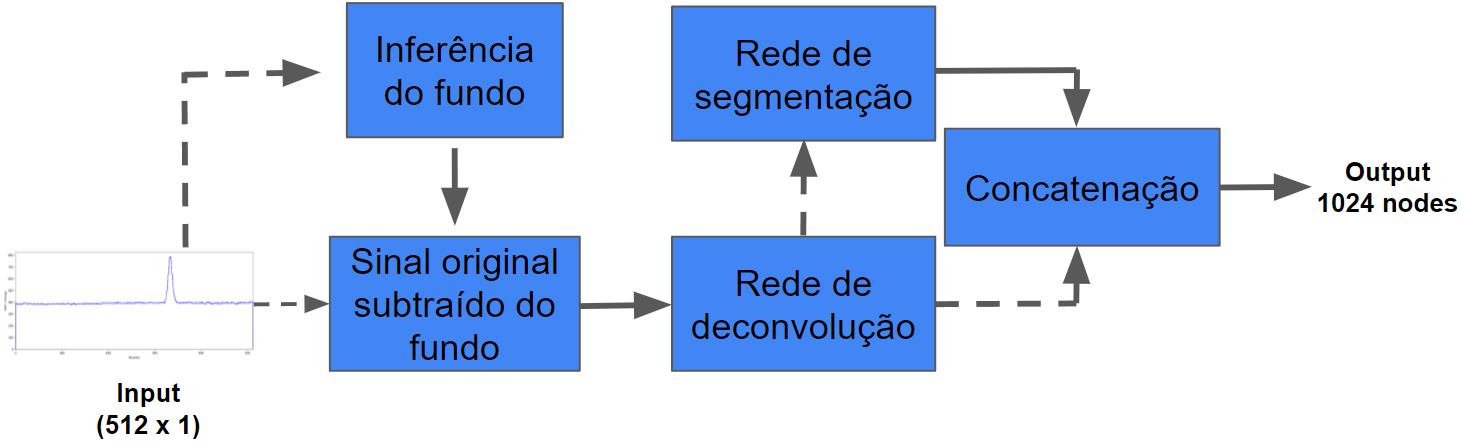 Inferência
do fundo
Rede de
segmentação
Concatenação
Output
1024 nodes
Sinal original
subtraído do
fundo
Rede de
deconvolução
Input
(512 x 1)